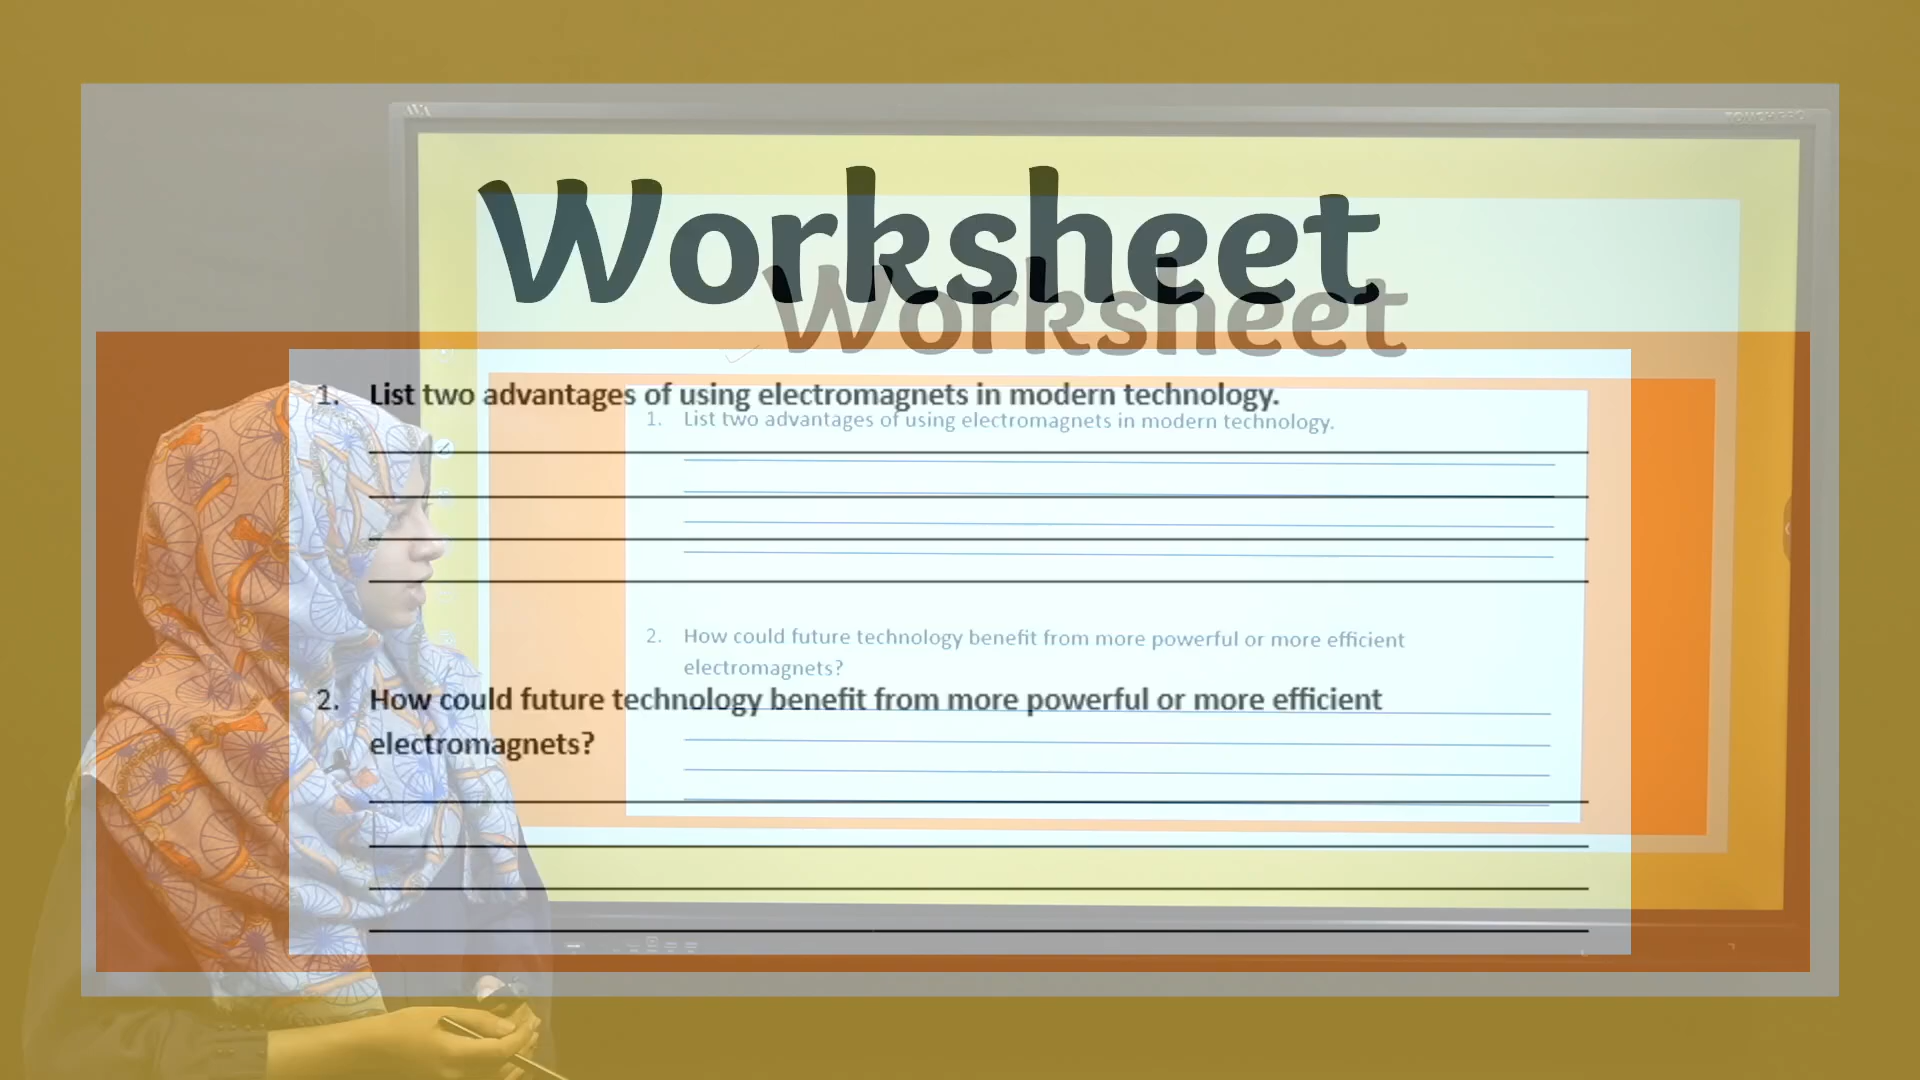 TOUCHPRO
Worksheet
Worksheet
1. List two advantages of using electromagnets in modern technology.
1. List two advantages of using electromagnets in modern technology.
2. How could future technology benefit from more powerful or more efficient
electromagnets?
2. How could future technology benefit from more powerful or more efficient
electromagnets?